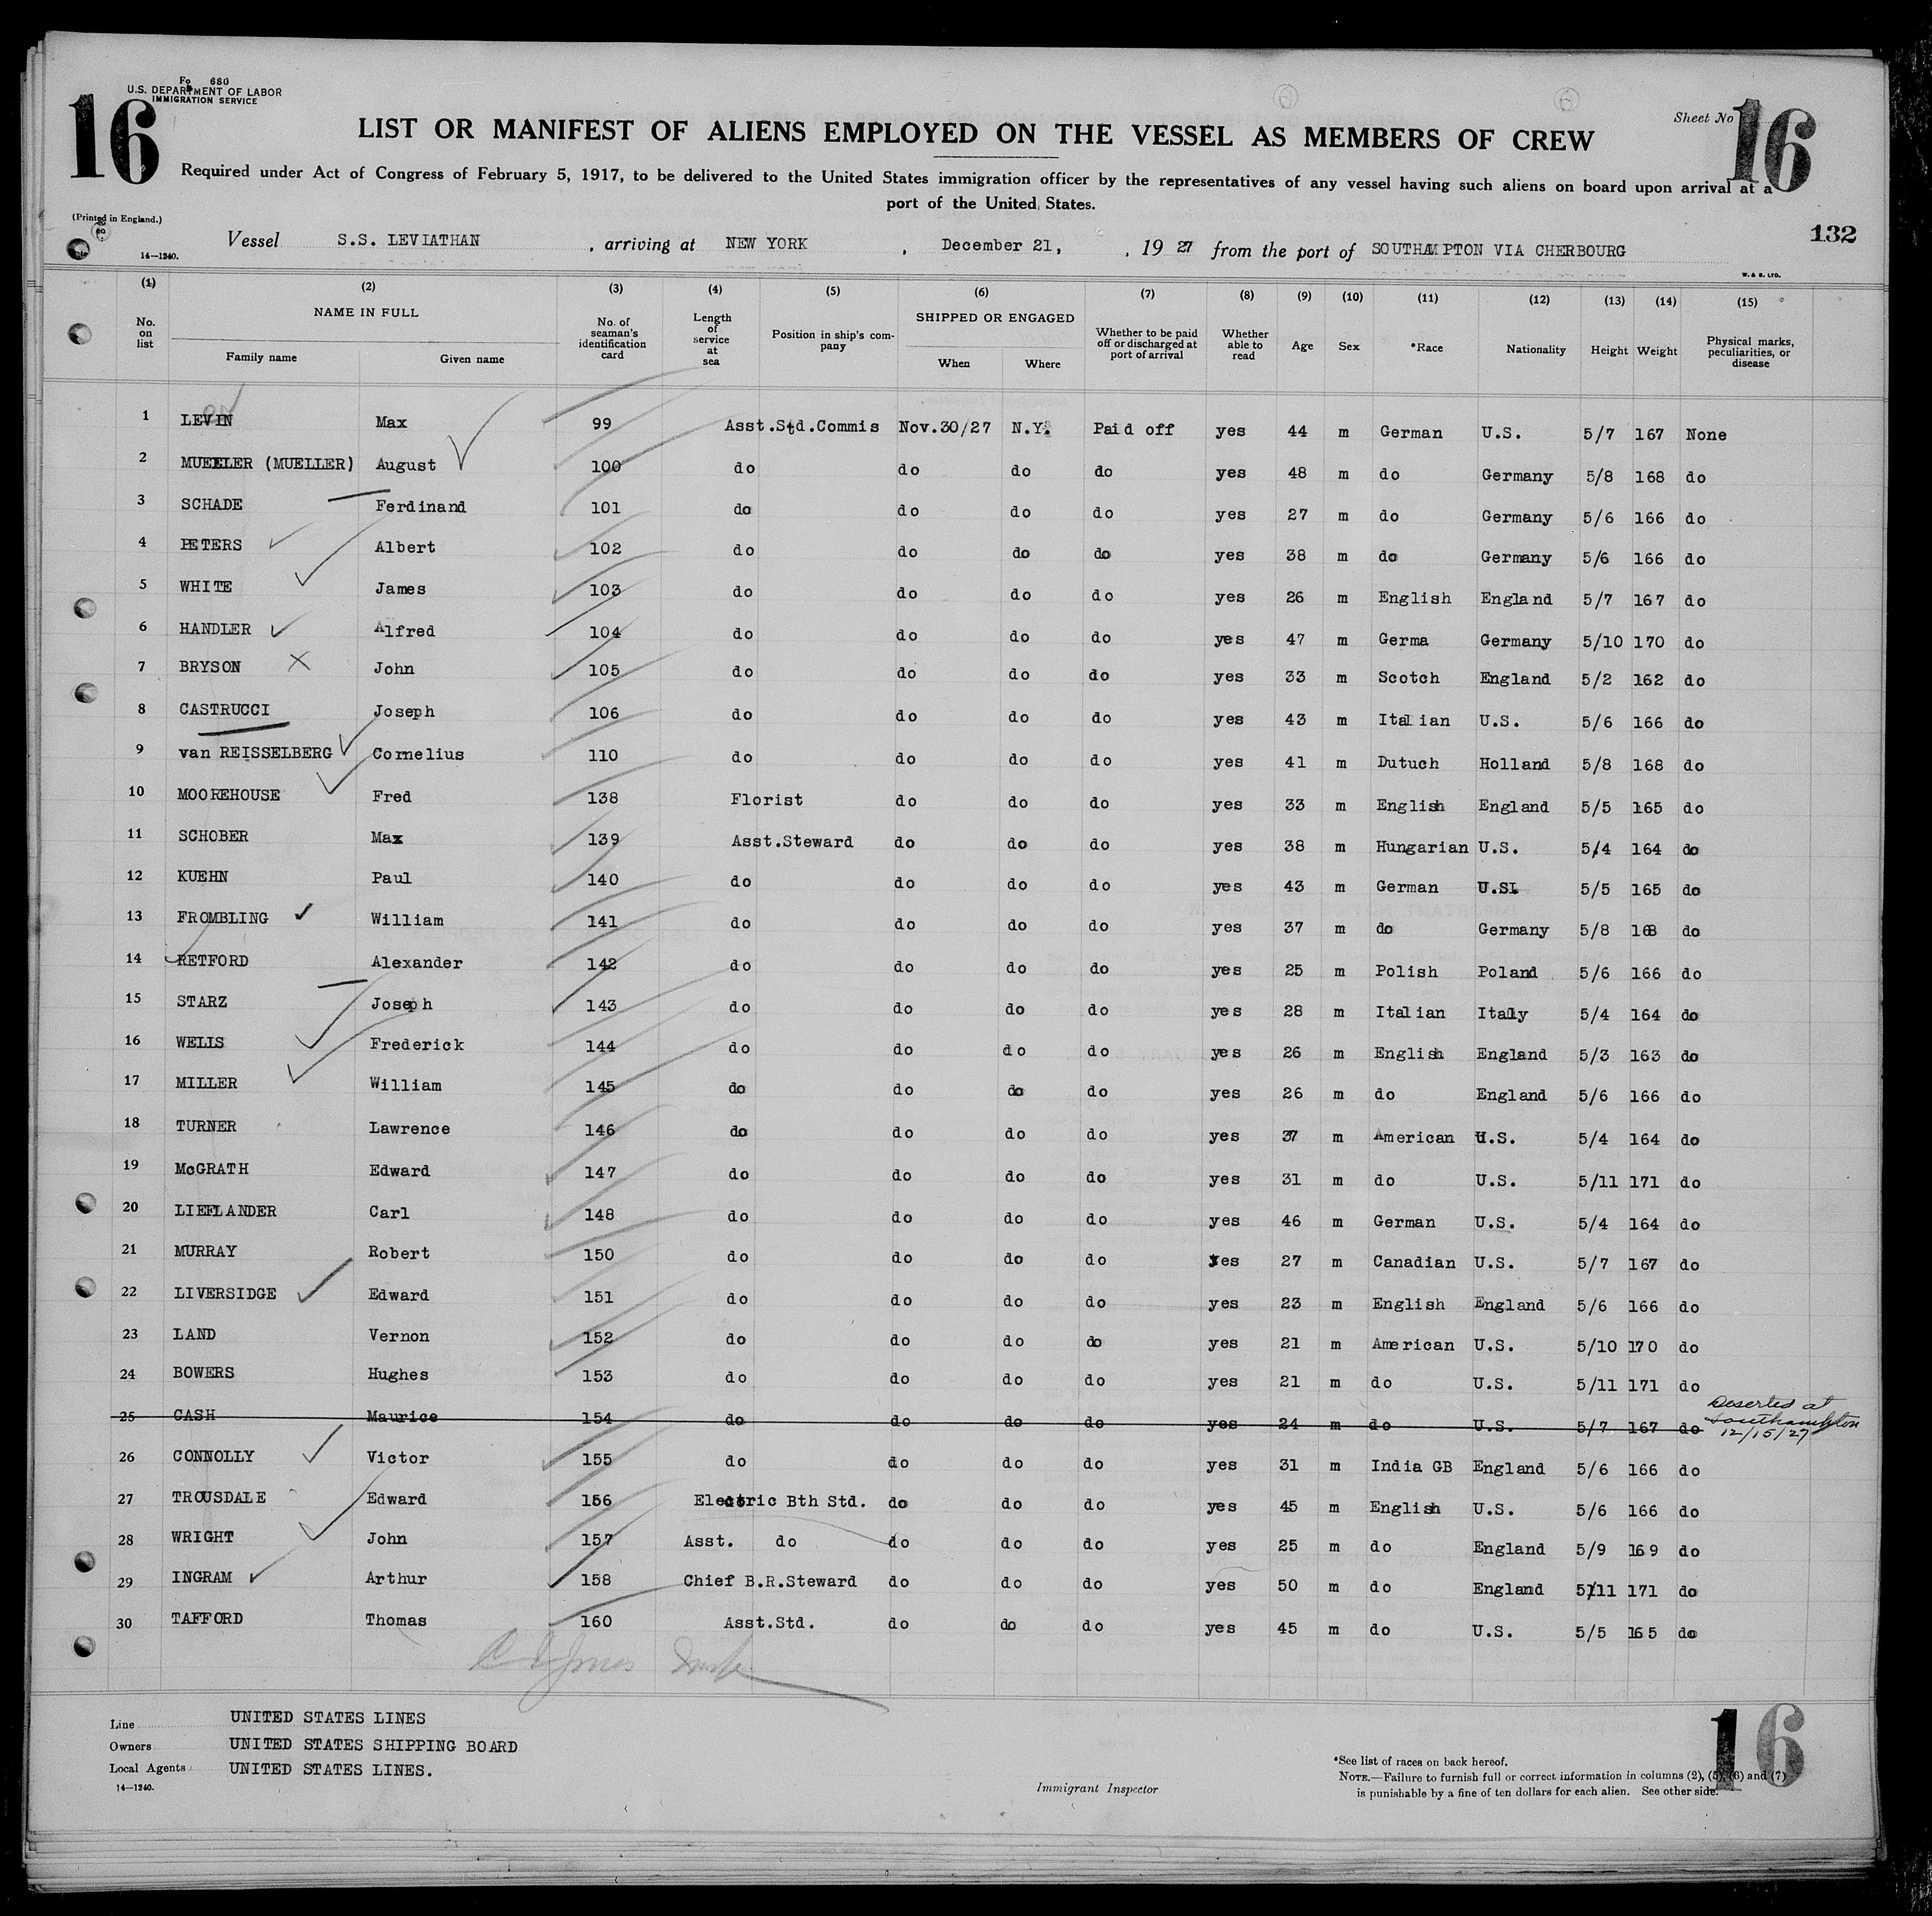 Fo 680
U.S. DEPARTMENT OF LABOR
IMMIGRATION SERVICE
16
Sheet No 16
LIST OR MANIFEST OF ALIENS EMPLOYED ON THE VESSEL AS MEMBERS OF CREW
Required under Act of Congress of February 5, 1917, to be delivered to the United States immigration officer by the representatives of any vessel having such aliens on board upon arrival at a
port of the United States.
(Printed in England.)
132
Vessel S.S. LEVIATHAN , arriving at NEW YORK , December 21, , 19 27 from the port of SOUTHAMPTON VIA CHERBOURG
14—1240.
W. & S. LTD.
(1) (2) (3) (4) (5) (6) (7) (8) (9) (10) (11) (12) (13) (14) (15)
No. on list NAME IN FULL Family name Given name No. of seaman's identification card Length of service at sea Position in ship's company SHIPPED OR ENGAGED When Where Whether to be paid off or discharged at port of arrival Whether able to read Age Sex *Race Nationality Height Weight Physical marks, peculiarities, or disease
1 LEVIN Max 99 Asst.Std.Commis Nov.30/27 N.Y. Paid off yes 44 m German U.S. 5/7 167 None
2 MUELLER (MUELLER) August 100 do do do do yes 48 m do Germany 5/8 168 do
3 SCHADE Ferdinand 101 do do do do yes 27 m do Germany 5/6 166 do
4 PETERS Albert 102 do do do do yes 38 m do Germany 5/6 166 do
5 WHITE James 103 do do do do yes 26 m English England 5/7 167 do
6 HANDLER Alfred 104 do do do do yes 47 m Germa Germany 5/10 170 do
7 BRYSON John 105 do do do do yes 33 m Scotch England 5/2 162 do
8 CASTRUCCI Joseph 106 do do do do yes 43 m Italian U.S. 5/6 166 do
9 van REISSELBERG Cornelius 110 do do do do yes 41 m Dutuch Holland 5/8 168 do
10 MOOREHOUSE Fred 138 Florist do do do yes 33 m English England 5/5 165 do
11 SCHOBER Max 139 Asst.Steward do do do yes 38 m Hungarian U.S. 5/4 164 do
12 KUEHN Paul 140 do do do do yes 43 m German U.SI 5/5 165 do
13 FROMBLING William 141 do do do do yes 37 m do Germany 5/8 168 do
14 RETFORD Alexander 142 do do do do yes 25 m Polish Poland 5/6 166 do
15 STARZ Joseph 143 do do do do yes 28 m Italian Italy 5/4 164 do
16 WELIS Frederick 144 do do do do yes 26 m English England 5/3 163 do
17 MILLER William 145 do do do do yes 26 m do England 5/6 166 do
18 TURNER Lawrence 146 do do do do yes 37 m American U.S. 5/4 164 do
19 McGRATH Edward 147 do do do do yes 31 m do U.S. 5/11 171 do
20 LIEFLANDER Carl 148 do do do do yes 46 m German U.S. 5/4 164 do
21 MURRAY Robert 150 do do do do yes 27 m Canadian U.S. 5/7 167 do
22 LIVERSIDGE Edward 151 do do do do yes 23 m English England 5/6 166 do
23 LAND Vernon 152 do do do do yes 21 m American U.S. 5/10 170 do
24 BOWERS Hughes 153 do do do do yes 21 m do U.S. 5/11 171 do
25 CASH Maurice 154 do do do do yes 24 m do U.S. 5/7 167 do Deserted at Southampton 12/15/27
26 CONNOLLY Victor 155 do do do do yes 31 m India GB England 5/6 166 do
27 TROUSDALE Edward 156 Electric Bth Std. do do do yes 45 m English U.S. 5/6 166 do
28 WRIGHT John 157 Asst. do do do do yes 25 m do England 5/9 169 do
29 INGRAM Arthur 158 Chief B.R.Steward do do do yes 50 m do England 5/11 171 do
30 TAFFORD Thomas 160 Asst.Std. do do do yes 45 m do U.S. 5/5 165 do
Line UNITED STATES LINES
Owners UNITED STATES SHIPPING BOARD
Local Agents UNITED STATES LINES.
14—1240.
Immigrant Inspector
*See list of races on back hereof.
NOTE.—Failure to furnish full or correct information in columns (2), (5), (6) and (7)
is punishable by a fine of ten dollars for each alien. See other side.
16